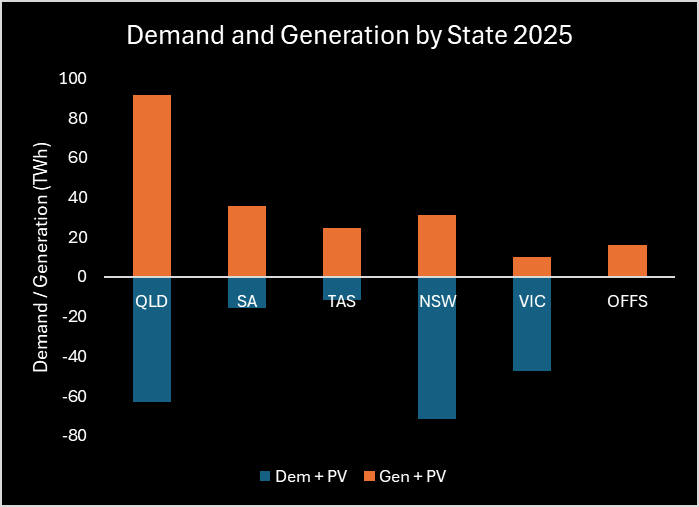 Demand and Generation by State 2025
Demand / Generation (TWh)
100
80
60
40
20
0
-20
-40
-60
-80
QLD SA TAS NSW VIC OFFS
Dem + PV Gen + PV